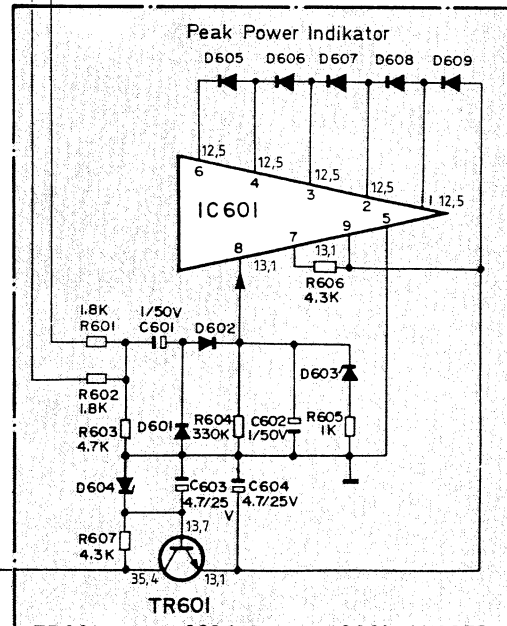 Peak Power Indikator
D605 D606 D607 D608 D609
12,5
6
12,5
4
12,5
3
12,5
2
12,5
1
IC601
5
9
7
8
13,1
13,1
R606
4.3K
1.8K
R601
1/50V
C601
D602
R602
1.8K
D603
R603
4.7K
D601
R604
330K
C602
1/50V
R605
1K
D604
C603
4.7/25
V
C604
4.7/25V
R607
4.3K
13,7
35,4
13,1
TR601